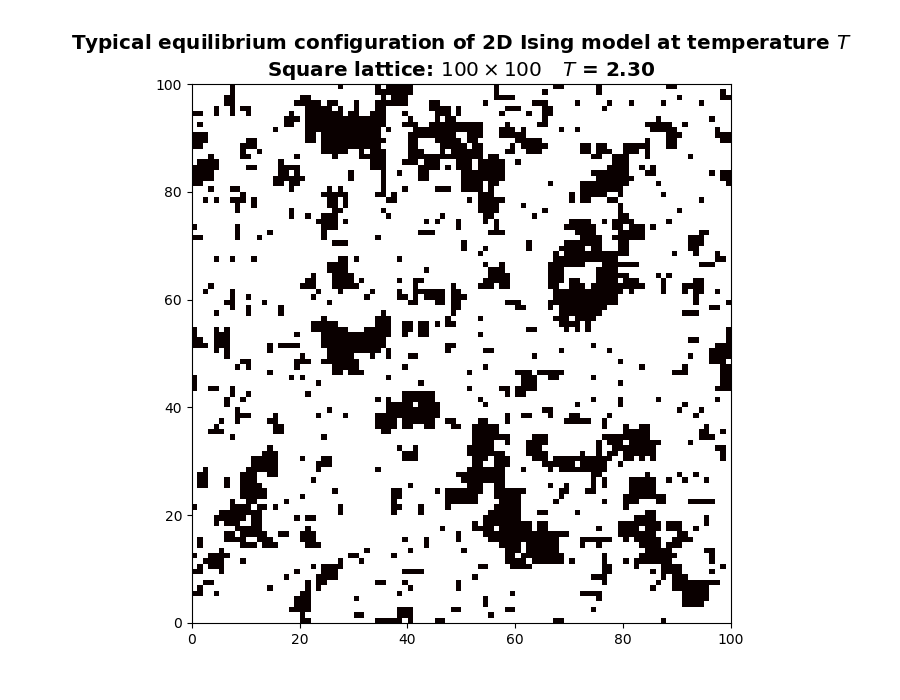 Typical equilibrium configuration of 2D Ising model at temperature T
Square lattice: 100 × 100 T = 2.30
100
80
60
40
20
0
0 20 40 60 80 100